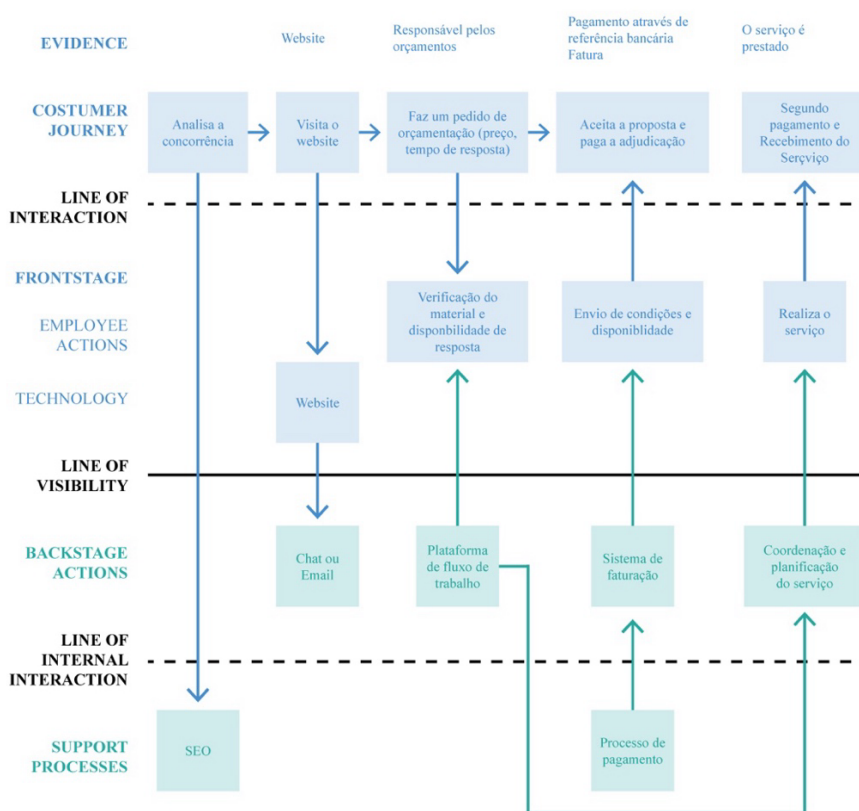 EVIDENCE
Website
Responsável pelos
orçamentos
Pagamento através de
referência bancária
Fatura
O serviço é
prestado
COSTUMER
JOURNEY
Analisa a
concorrência
Visita o
website
Faz um pedido de
orçamentação (preço,
tempo de resposta)
Aceita a proposta e
paga a adjudicação
Segundo
pagamento e
Recebimento do
Serçviço
LINE OF
INTERACTION
FRONTSTAGE
EMPLOYEE
ACTIONS
Verificação do
material e
disponbilidade de
resposta
Envio de condições e
disponiblidade
Realiza o
serviço
TECHNOLOGY
Website
LINE OF
VISIBILITY
BACKSTAGE
ACTIONS
Chat ou
Email
Plataforma
de fluxo de
trabalho
Sistema de
faturação
Coordenação e
planificação
do serviço
LINE OF
INTERNAL
INTERACTION
SUPPORT
PROCESSES
SEO
Processo de
pagamento